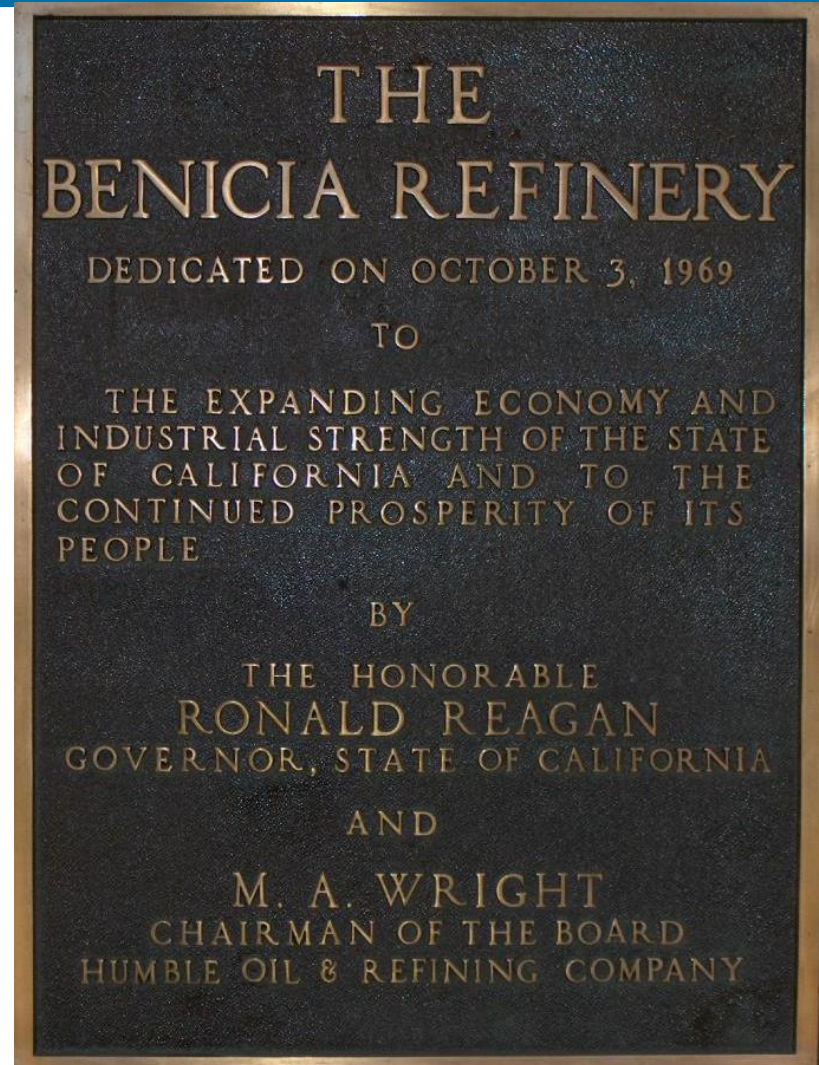 THE
BENICIA REFINERY
DEDICATED ON OCTOBER 3, 1969
TO
THE EXPANDING ECONOMY AND
INDUSTRIAL STRENGTH OF THE STATE
OF CALIFORNIA AND TO THE
CONTINUED PROSPERITY OF ITS
PEOPLE
BY
THE HONORABLE
RONALD REAGAN
GOVERNOR, STATE OF CALIFORNIA
AND
M. A. WRIGHT
CHAIRMAN OF THE BOARD
HUMBLE OIL & REFINING COMPANY